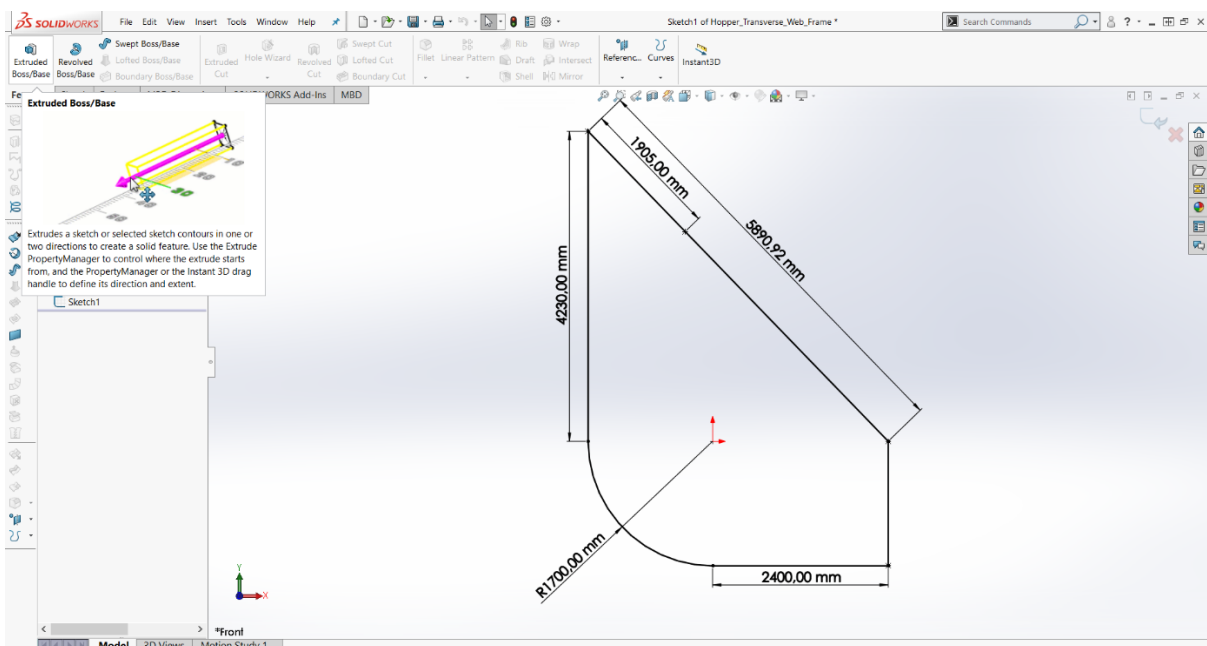 SOLIDWORKS File Edit View Insert Tools Window Help Sketch1 of Hopper_Transverse_Web_Frame * Search Commands
Extruded Boss/Base
Revolved Boss/Base
Swept Boss/Base
Lofted Boss/Base
Boundary Boss/Base
Extruded Cut
Hole Wizard
Revolved Cut
Swept Cut
Lofted Cut
Boundary Cut
Fillet
Linear Pattern
Rib
Draft
Shell
Wrap
Intersect
Mirror
Referenc...
Curves
Instant3D
MBD
Extruded Boss/Base
Extrudes a sketch or selected sketch contours in one or
two directions to create a solid feature. Use the Extrude
PropertyManager to control where the extrude starts
from, and the PropertyManager or the Instant 3D drag
handle to define its direction and extent.
Sketch1
1905,00 mm
5890,92 mm
4230,00 mm
R1700,00 mm
2400,00 mm
Y
X
*Front
Model 3D Views Motion Study 1